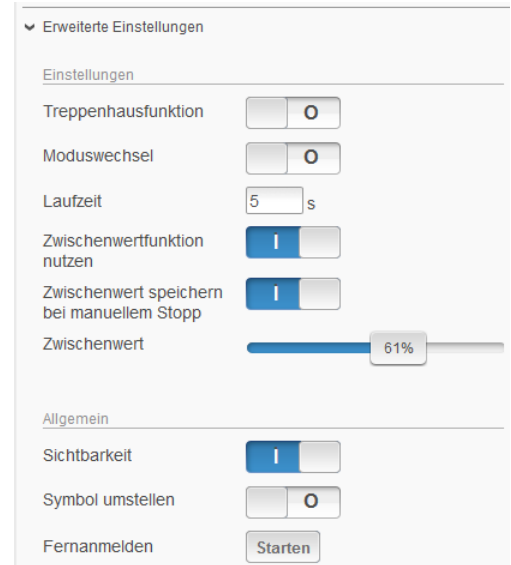 Erweiterte Einstellungen
Einstellungen
Treppenhausfunktion O
Moduswechsel O
Laufzeit 5 s
Zwischenwertfunktion I
nutzen
Zwischenwert speichern I
bei manuellem Stopp
Zwischenwert 61%
Allgemein
Sichtbarkeit I
Symbol umstellen O
Fernanmelden Starten